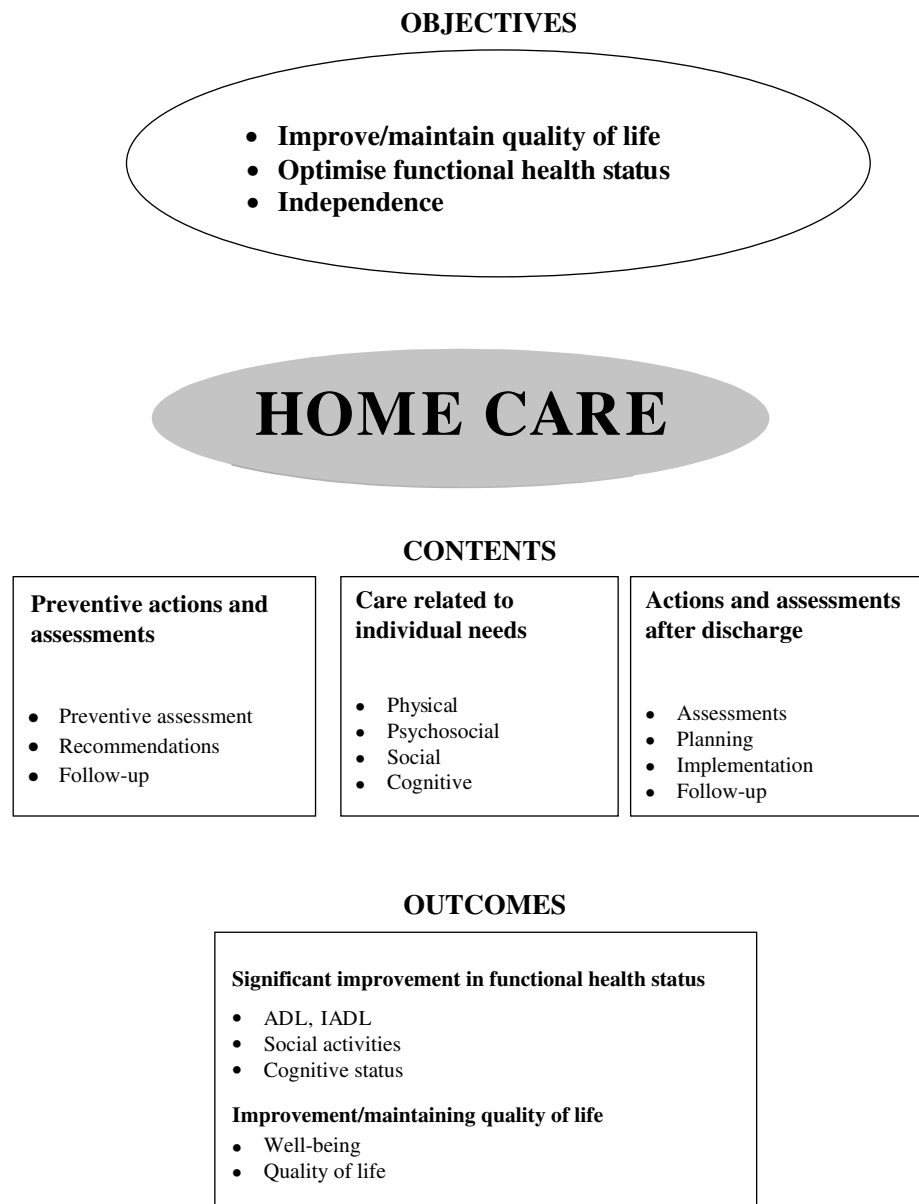 OBJECTIVES
• Improve/maintain quality of life
• Optimise functional health status
• Independence
HOME CARE
CONTENTS
Preventive actions and
assessments
• Preventive assessment
• Recommendations
• Follow-up
Care related to
individual needs
• Physical
• Psychosocial
• Social
• Cognitive
Actions and assessments
after discharge
• Assessments
• Planning
• Implementation
• Follow-up
OUTCOMES
Significant improvement in functional health status
• ADL, IADL
• Social activities
• Cognitive status
Improvement/maintaining quality of life
• Well-being
• Quality of life